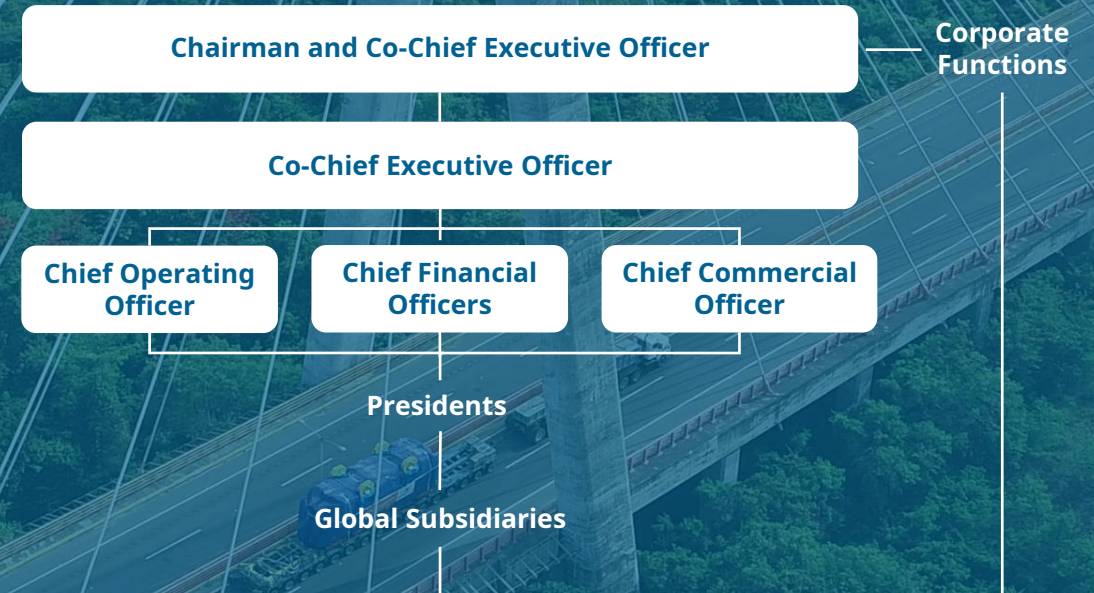 Chairman and Co-Chief Executive Officer
Corporate
Functions
Co-Chief Executive Officer
Chief Operating
Officer
Chief Financial
Officers
Chief Commercial
Officer
Presidents
Global Subsidiaries